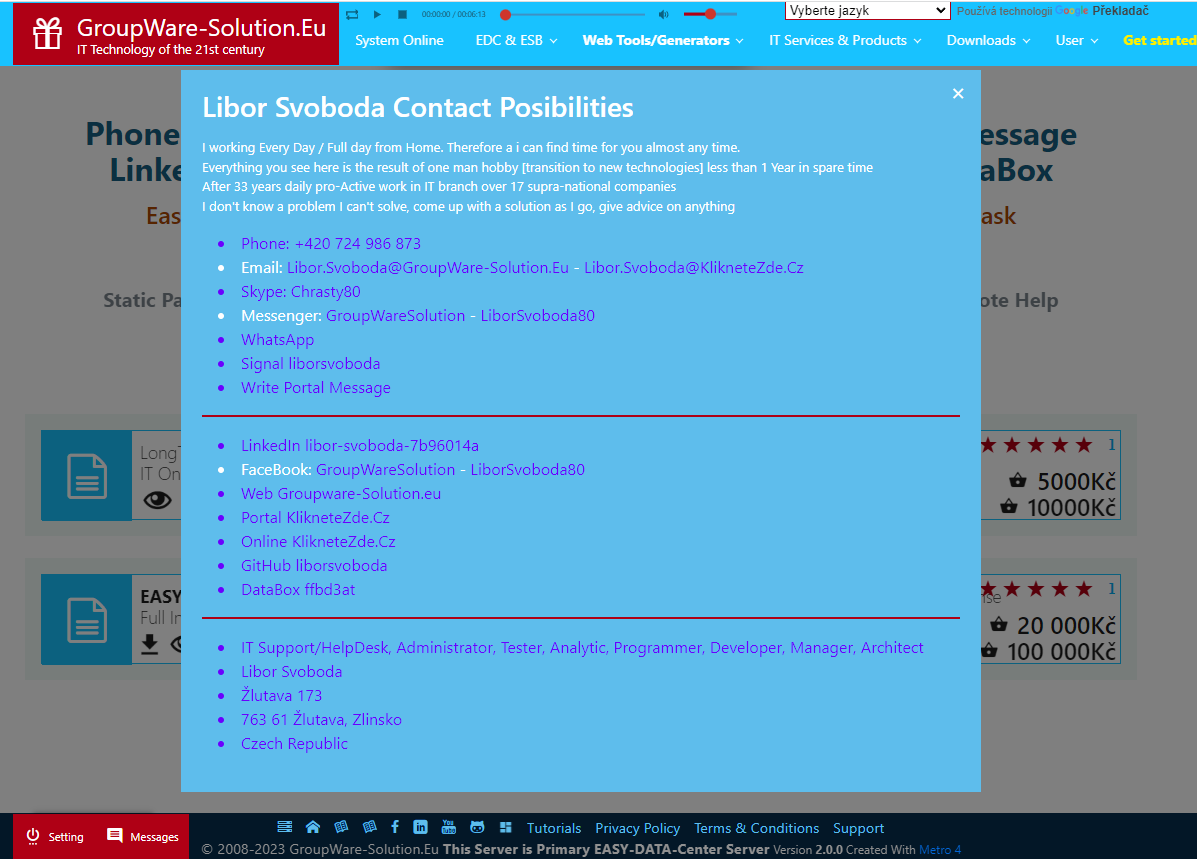 GroupWare-Solution.Eu
IT Technology of the 21st century
00:00:00 / 00:06:13
Vyberte jazyk
Používá technologii Google Překladač
System Online
EDC & ESB
Web Tools/Generators
IT Services & Products
Downloads
User
Get started
Phone
essage
Linke
aBox
Eas
ask
Static Pa
ote Help
Libor Svoboda Contact Posibilities
I working Every Day / Full day from Home. Therefore a i can find time for you almost any time.
Everything you see here is the result of one man hobby [transition to new technologies] less than 1 Year in spare time
After 33 years daily pro-Active work in IT branch over 17 supra-national companies
I don't know a problem I can't solve, come up with a solution as I go, give advice on anything
Phone: +420 724 986 873
Email: Libor.Svoboda@GroupWare-Solution.Eu - Libor.Svoboda@KlikneteZde.Cz
Skype: Chrasty80
Messenger: GroupWareSolution - LiborSvoboda80
WhatsApp
Signal liborsvoboda
Write Portal Message
LinkedIn libor-svoboda-7b96014a
FaceBook: GroupWareSolution - LiborSvoboda80
Web Groupware-Solution.eu
Portal KlikneteZde.Cz
Online KlikneteZde.Cz
GitHub liborsvoboda
DataBox ffbd3at
IT Support/HelpDesk, Administrator, Tester, Analytic, Programmer, Developer, Manager, Architect
Libor Svoboda
Žlutava 173
763 61 Žlutava, Zlinsko
Czech Republic
LongT
IT On
1
5000Kč
10000Kč
EASY
Full In
nse
1
20 000Kč
100 000Kč
Setting
Messages
Tutorials
Privacy Policy
Terms & Conditions
Support
© 2008-2023 GroupWare-Solution.Eu This Server is Primary EASY-DATA-Center Server Version 2.0.0 Created With Metro 4